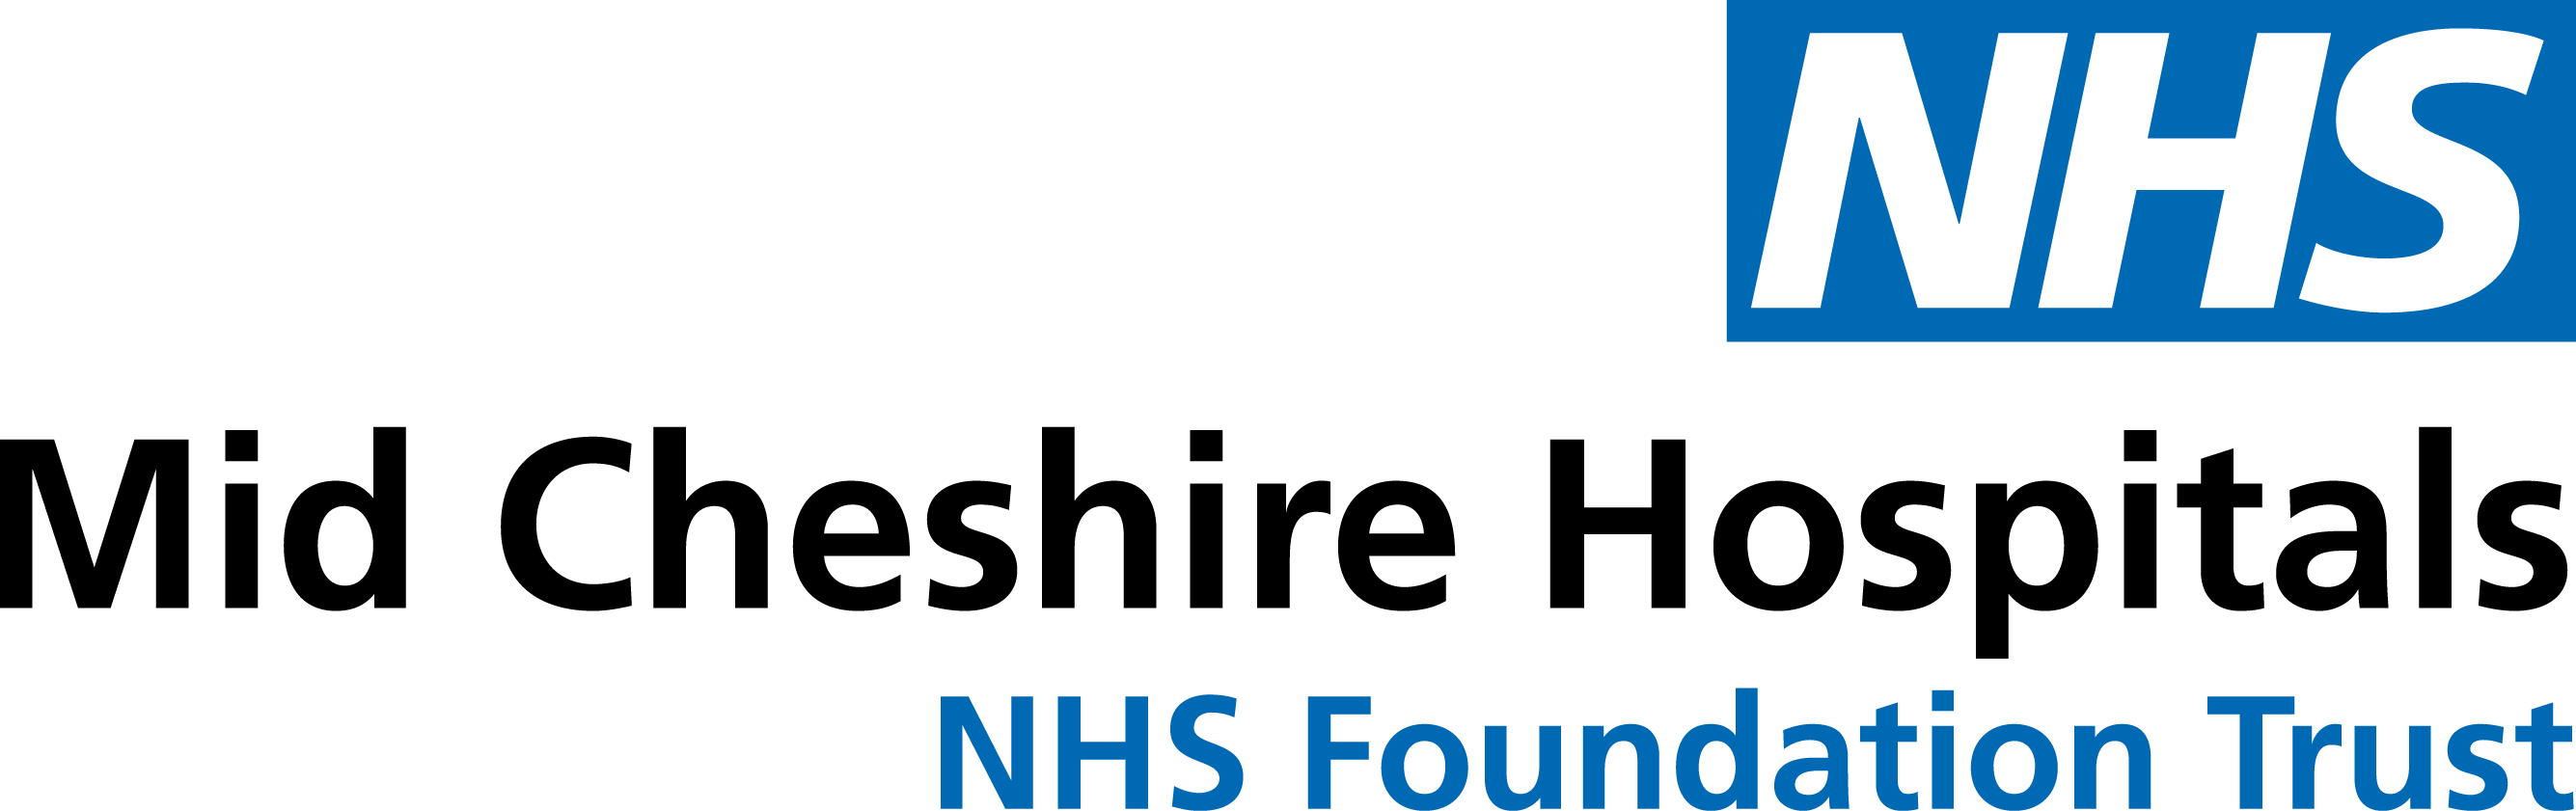 NHS
Mid Cheshire Hospitals
NHS Foundation Trust